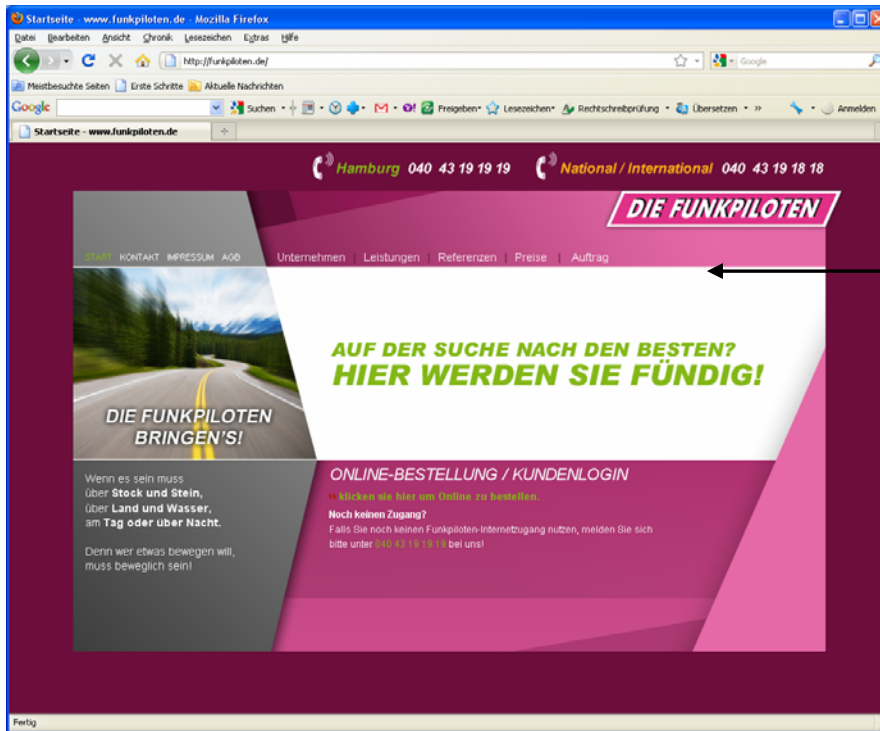 Startseite - www.funkpiloten.de - Mozilla Firefox
Datei Bearbeiten Ansicht Chronik Lesezeichen Extras Hilfe
http://funkpiloten.de/ Google
Meistbesuchte Seiten Erste Schritte Aktuelle Nachrichten
Google Suchen Freigeben Lesezeichen Rechtschreibprüfung Übersetzen » Anmelden
Startseite - www.funkpiloten.de
Hamburg 040 43 19 19 19 National / International 040 43 19 18 18
DIE FUNKPILOTEN
START KONTAKT IMPRESSUM AGB Unternehmen | Leistungen | Referenzen | Preise | Auftrag
AUF DER SUCHE NACH DEN BESTEN?
HIER WERDEN SIE FÜNDIG!
DIE FUNKPILOTEN
BRINGEN'S!
Wenn es sein muss
über Stock und Stein,
über Land und Wasser,
am Tag oder über Nacht.
Denn wer etwas bewegen will,
muss beweglich sein!
ONLINE-BESTELLUNG / KUNDENLOGIN
» klicken sie hier um Online zu bestellen.
Noch keinen Zugang?
Falls Sie noch keinen Funkpiloten-Internetzugang nutzen, melden Sie sich
bitte unter 040 43 19 19 19 bei uns!
Fertig